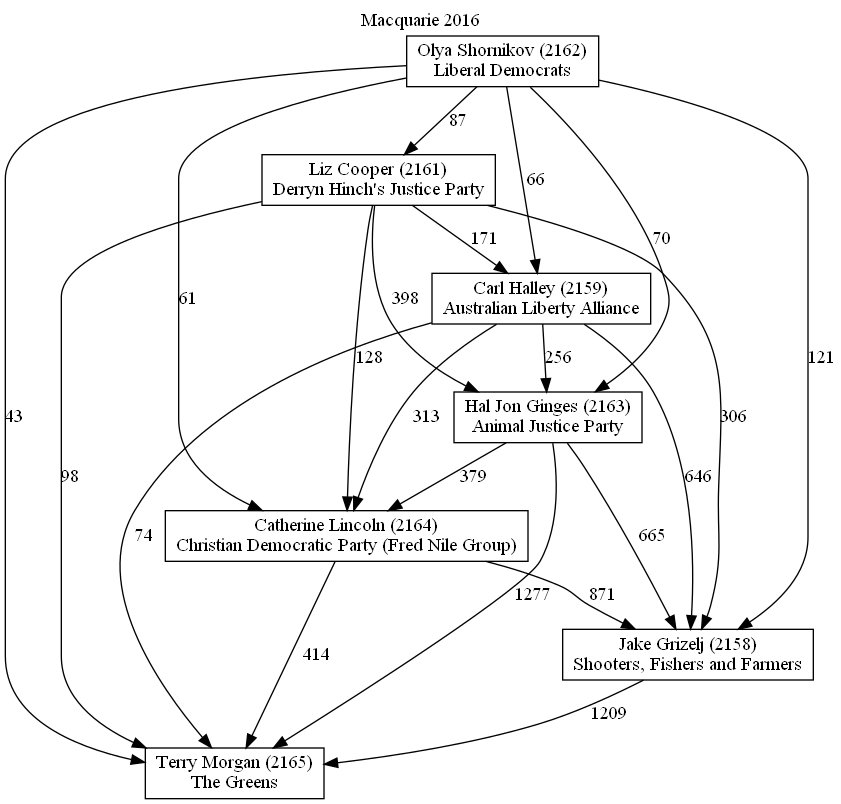 Macquarie 2016
Olya Shornikov (2162)
Liberal Democrats
87
Liz Cooper (2161)
Derryn Hinch's Justice Party
66
171
70
Carl Halley (2159)
Australian Liberty Alliance
61
398
128
256
121
Hal Jon Ginges (2163)
Animal Justice Party
43
313
306
98
379
646
Catherine Lincoln (2164)
Christian Democratic Party (Fred Nile Group)
74
665
1277
871
Jake Grizelj (2158)
Shooters, Fishers and Farmers
414
1209
Terry Morgan (2165)
The Greens